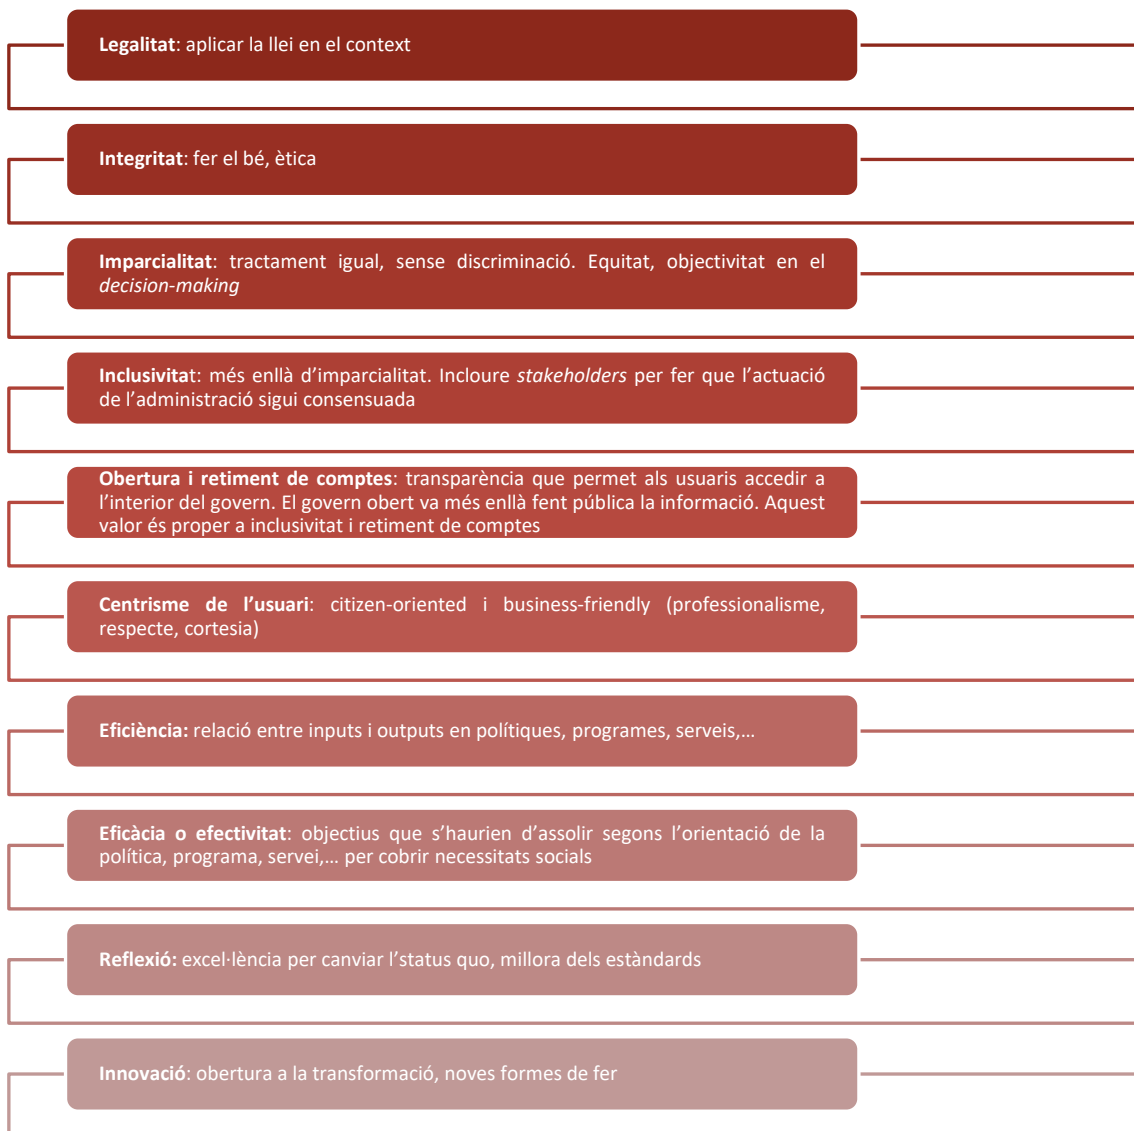 Legalitat: aplicar la llei en el context
Integritat: fer el bé, ètica
Imparcialitat: tractament igual, sense discriminació. Equitat, objectivitat en el
decision-making
Inclusivitat: més enllà d’imparcialitat. Incloure stakeholders per fer que l’actuació
de l’administració sigui consensuada
Obertura i retiment de comptes: transparència que permet als usuaris accedir a
l’interior del govern. El govern obert va més enllà fent pública la informació. Aquest
valor és proper a inclusivitat i retiment de comptes
Centrisme de l’usuari: citizen-oriented i business-friendly (professionalisme,
respecte, cortesia)
Eficiència: relació entre inputs i outputs en polítiques, programes, serveis,...
Eficàcia o efectivitat: objectius que s’haurien d’assolir segons l’orientació de la
política, programa, servei,... per cobrir necessitats socials
Reflexió: excel·lència per canviar l’status quo, millora dels estàndards
Innovació: obertura a la transformació, noves formes de fer